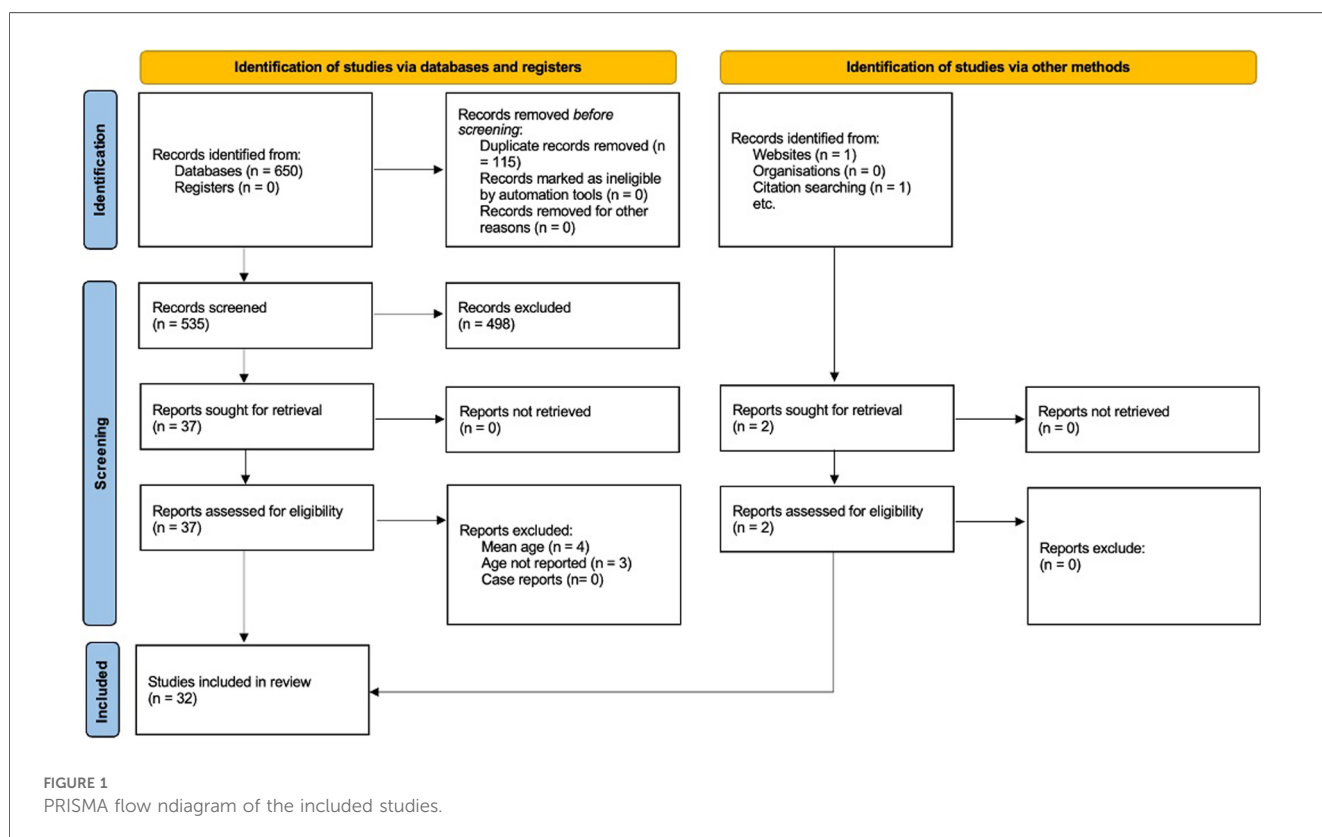 Identification of studies via databases and registers
Identification of studies via other methods
Identification
Records identified from:
Databases (n = 650)
Registers (n = 0)
Records removed before
screening:
Duplicate records removed (n
= 115)
Records marked as ineligible
by automation tools (n = 0)
Records removed for other
reasons (n = 0)
Records identified from:
Websites (n = 1)
Organisations (n = 0)
Citation searching (n = 1)
etc.
Screening
Records screened
(n = 535)
Records excluded
(n = 498)
Reports sought for retrieval
(n = 37)
Reports not retrieved
(n = 0)
Reports sought for retrieval
(n = 2)
Reports not retrieved
(n = 0)
Reports assessed for eligibility
(n = 37)
Reports excluded:
Mean age (n = 4)
Age not reported (n = 3)
Case reports (n= 0)
Reports assessed for eligibility
(n = 2)
Reports exclude:
(n = 0)
Included
Studies included in review
(n = 32)
FIGURE 1
PRISMA flow ndiagram of the included studies.